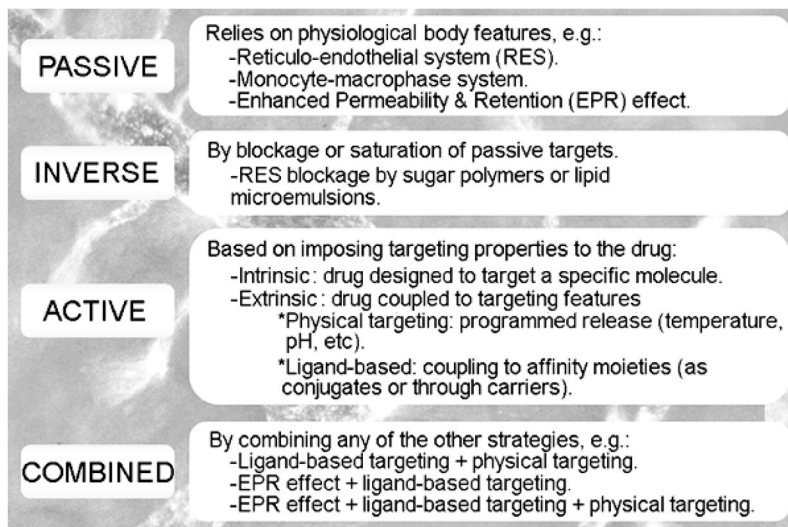 PASSIVE
Relies on physiological body features, e.g.:
-Reticulo-endothelial system (RES).
-Monocyte-macrophase system.
-Enhanced Permeability & Retention (EPR) effect.
INVERSE
By blockage or saturation of passive targets.
-RES blockage by sugar polymers or lipid
microemulsions.
ACTIVE
Based on imposing targeting properties to the drug:
-Intrinsic: drug designed to target a specific molecule.
-Extrinsic: drug coupled to targeting features
*Physical targeting: programmed release (temperature,
pH, etc).
*Ligand-based: coupling to affinity moieties (as
conjugates or through carriers).
COMBINED
By combining any of the other strategies, e.g.:
-Ligand-based targeting + physical targeting.
-EPR effect + ligand-based targeting.
-EPR effect + ligand-based targeting + physical targeting.